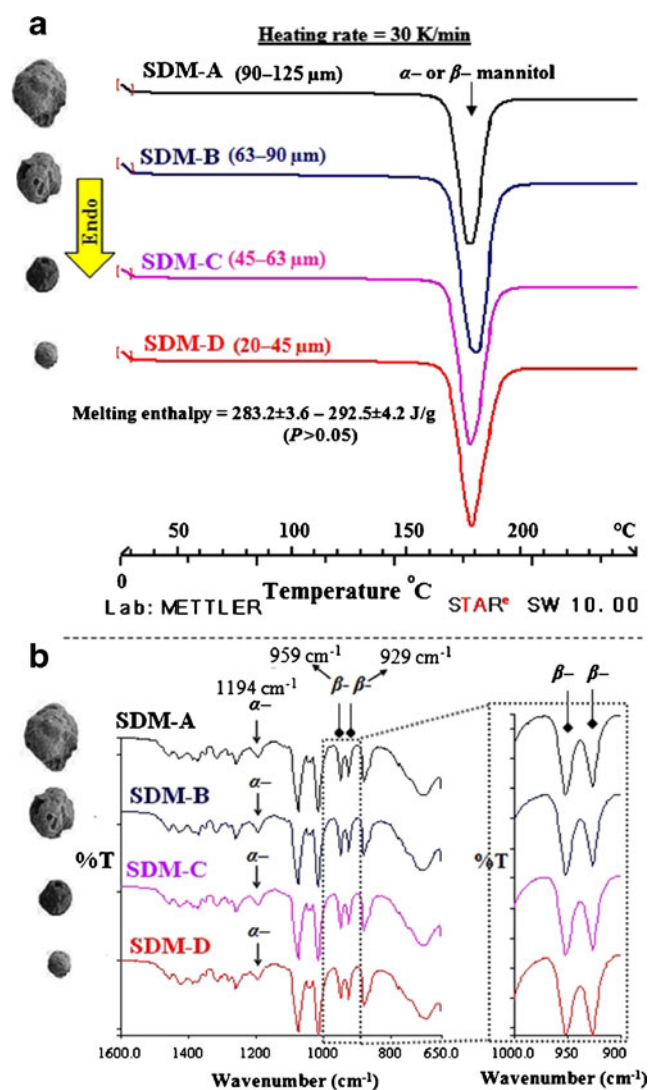 a
Heating rate = 30 K/min
SDM-A (90–125 µm)
α– or β– mannitol
SDM-B (63–90 µm)
Endo
SDM-C (45–63 µm)
SDM-D (20–45 µm)
Melting enthalpy = 283.2±3.6 – 292.5±4.2 J/g
(P>0.05)
50 100 150 200 °C
0
Temperature °C
Lab: METTLER
STARe SW 10.00
b
959 cm-1
929 cm-1
1194 cm-1
β– β–
β– β–
α–
SDM-A
α–
SDM-B
%T
%T
α–
SDM-C
α–
SDM-D
1600.0 1400 1200 1000 800 650.0
1000.0 950 900
Wavenumber (cm-1)
Wavenumber (cm-1)